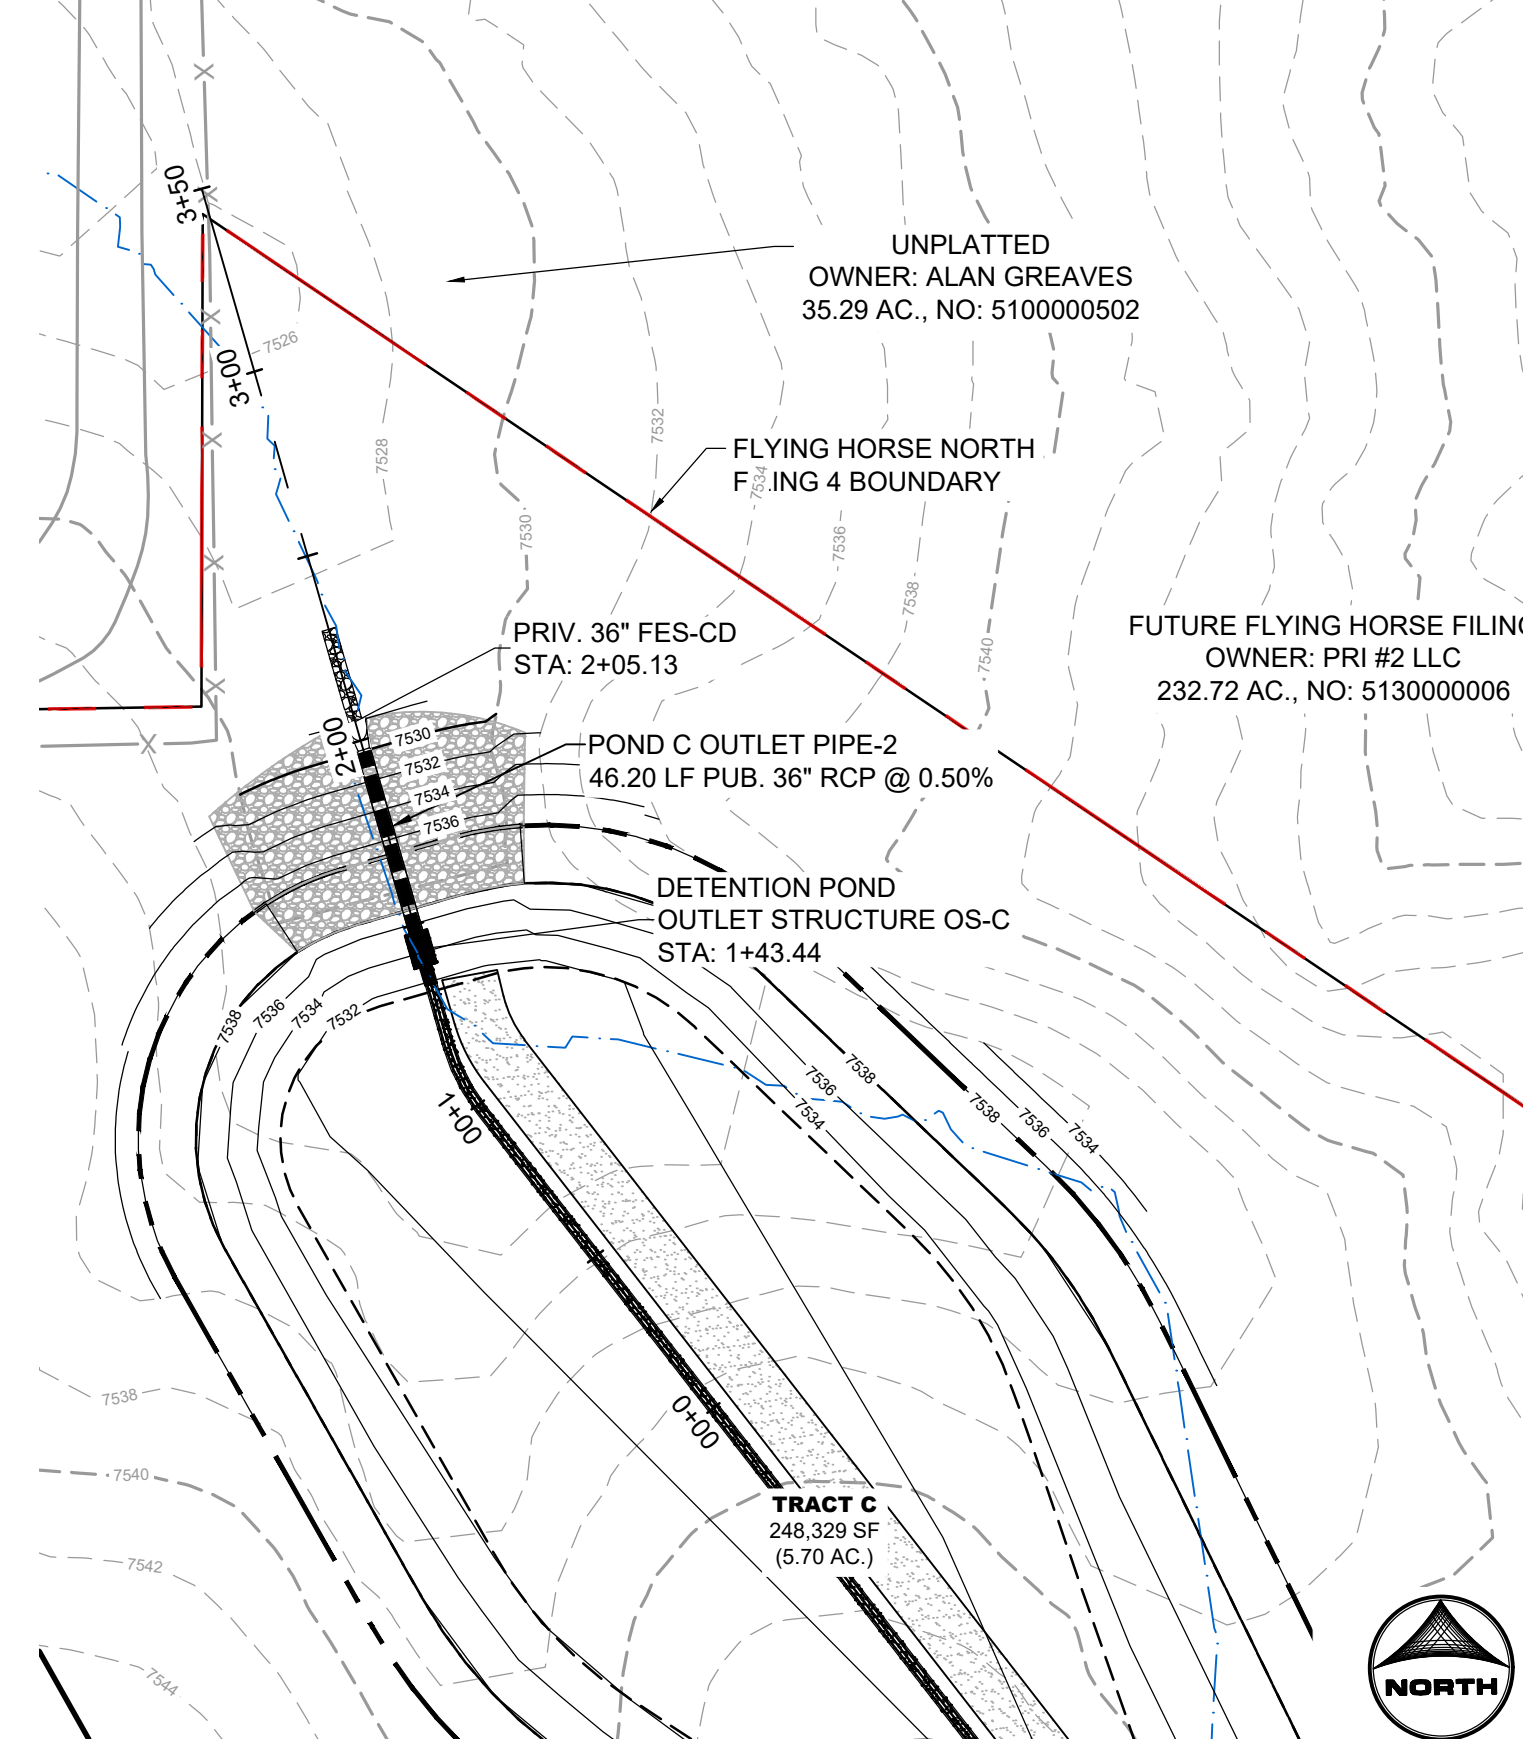 3+50
UNPLATTED
OWNER: ALAN GREAVES
35.29 AC., NO: 5100000502
7526
3+00
7528
7532
FLYING HORSE NORTH
F .ING 4 BOUNDARY
7534
7530
7536
7538
7540
PRIV. 36" FES-CD
STA: 2+05.13
FUTURE FLYING HORSE FILING
OWNER: PRI #2 LLC
232.72 AC., NO: 5130000006
2+00
7530
7532
7534
7536
POND C OUTLET PIPE-2
46.20 LF PUB. 36" RCP @ 0.50%
DETENTION POND
OUTLET STRUCTURE OS-C
STA: 1+43.44
7538
7536
7534
7532
7538
7536
7534
7538
7536
7534
1+00
7538
0+00
7540
TRACT C
248,329 SF
(5.70 AC.)
7542
7544
NORTH
X
X
X
X
X
X
X